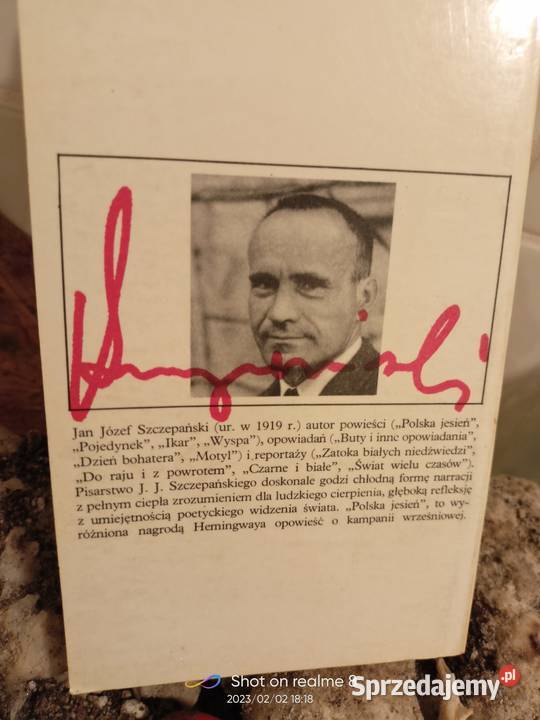 Jan Józef Szczepański (ur. w 1919 r.) autor powieści („Polska jesień”,
„Pojedynek”, „Ikar”, „Wyspa”), opowiadań („Buty i inne opowiadania”,
„Dzień bohatera”, „Motyl”) i reportaży („Zatoka białych niedźwiedzi”,
„Do raju i z powrotem”, „Czarne i białe”, „Świat wielu czasów”).
Pisarstwo J. J. Szczepańskiego doskonale godzi chłodną formę narracji
z pełnym ciepła zrozumieniem dla ludzkiego cierpienia, głęboką refleksję
z umiejętnością poetyckiego widzenia świata. „Polska jesień”, to wy-
różniona nagrodą Hemingwaya opowieść o kampanii wrześniowej.
Shot on realme 8
2023/02/02 18:18
Sprzedajemy.pl